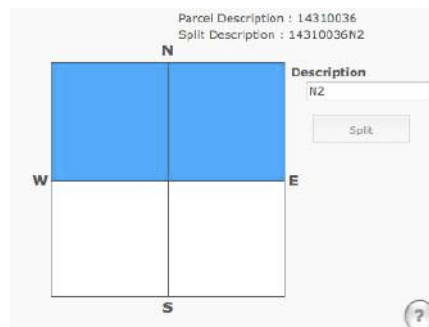 Parcel Description : 14310036
Split Description : 14310036N2
N
Description
N2
Split
W
E
S
?